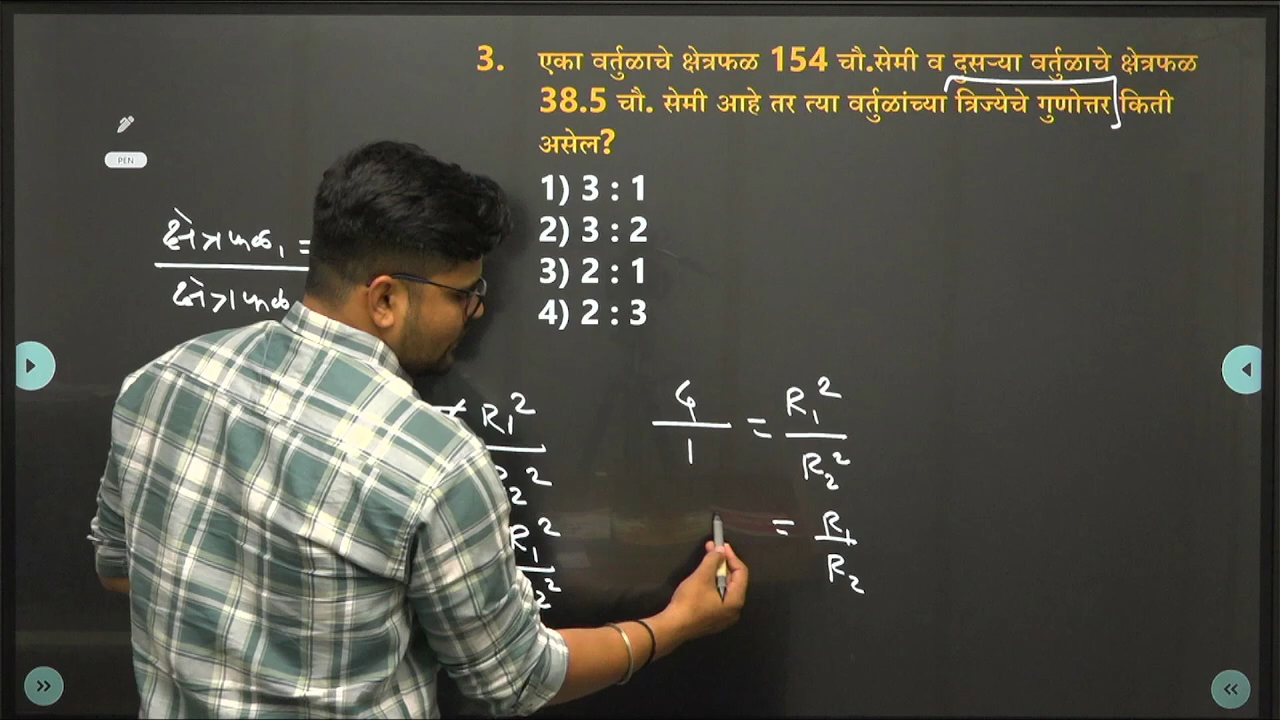 3. एका वर्तुळाचे क्षेत्रफळ 154 चौ.सेमी व दुसऱ्या वर्तुळाचे क्षेत्रफळ
38.5 चौ. सेमी आहे तर त्या वर्तुळांच्या त्रिज्येचे गुणोत्तर किती
असेल?
1) 3 : 1
2) 3 : 2
3) 2 : 1
4) 2 : 3
PEN
क्षेत्रफळ₁ =
क्षेत्रफळ
R₁²
₂²
R₁²
₂²
4/1 = R₁²/R₂²
= R₁/R₂